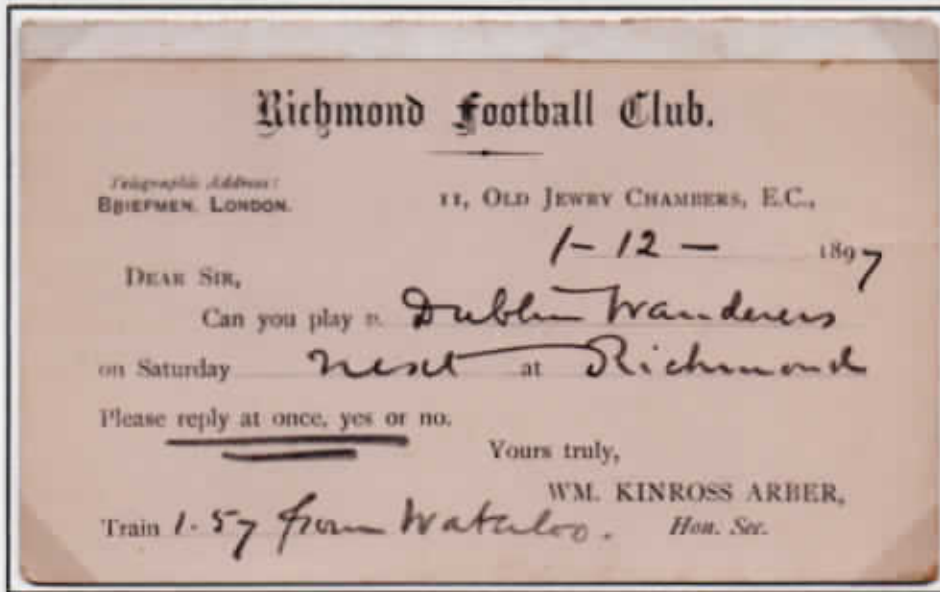 Richmond Football Club.
Telegraphic Address:
BRIEFMEN, LONDON.
11, OLD JEWRY CHAMBERS, E.C.,
1-12- 1897
DEAR SIR,
Can you play v. Dublin Wanderers
on Saturday next at Richmond
Please reply at once, yes or no.
Yours truly,
WM. KINROSS ARBER,
Hon. Sec.
Train 1.57 from Waterloo.